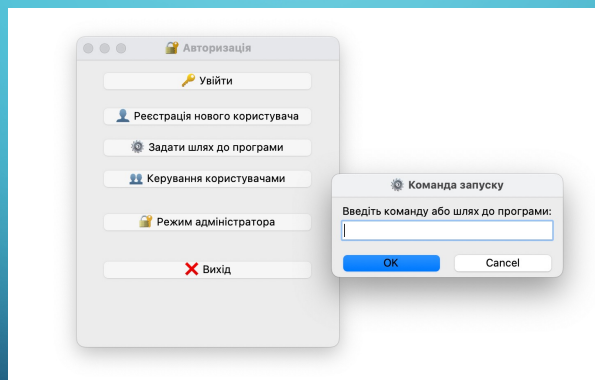 Авторизація
Увійти
Реєстрація нового користувача
Задати шлях до програми
Керування користувачами
Режим адміністратора
Вихід
Команда запуску
Введіть команду або шлях до програми:
OK
Cancel